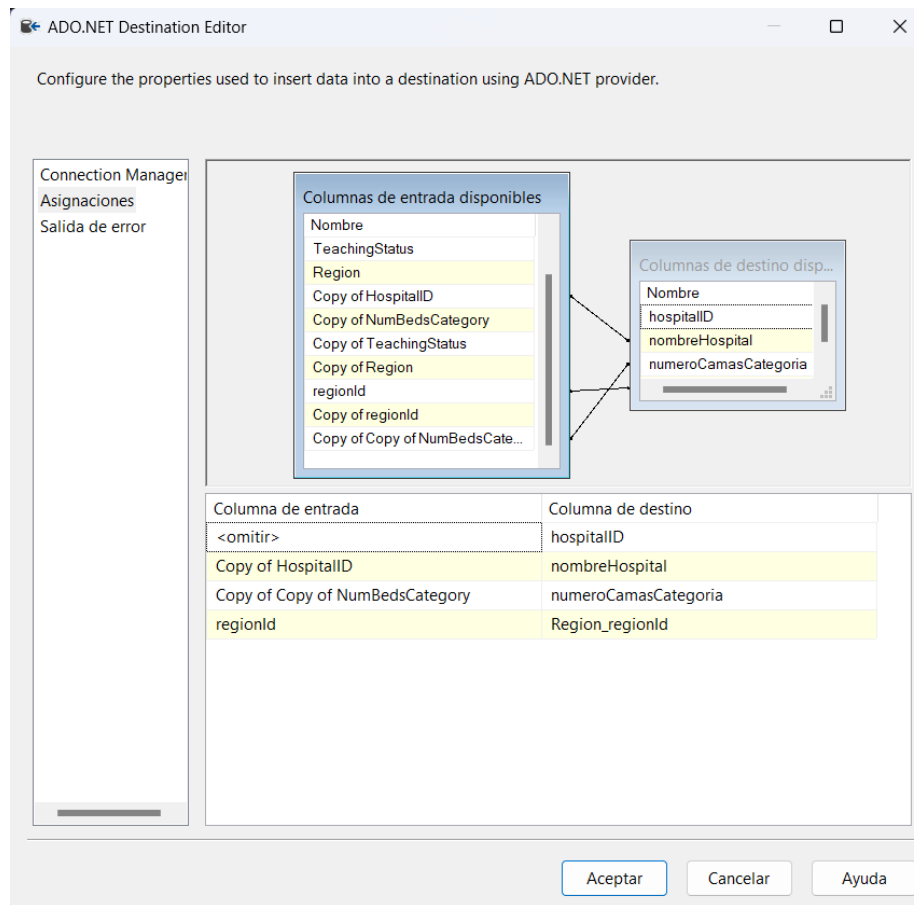 ADO.NET Destination Editor
Configure the properties used to insert data into a destination using ADO.NET provider.
Connection Manager
Asignaciones
Salida de error
Columnas de entrada disponibles
Nombre
TeachingStatus
Region
Copy of HospitalID
Copy of NumBedsCategory
Copy of TeachingStatus
Copy of Region
regionId
Copy of regionId
Copy of Copy of NumBedsCate...
Columnas de destino disp...
Nombre
hospitalID
nombreHospital
numeroCamasCategoria
Columna de entrada Columna de destino
<omitir> hospitalID
Copy of HospitalID nombreHospital
Copy of Copy of NumBedsCategory numeroCamasCategoria
regionId Region_regionId
Aceptar Cancelar Ayuda